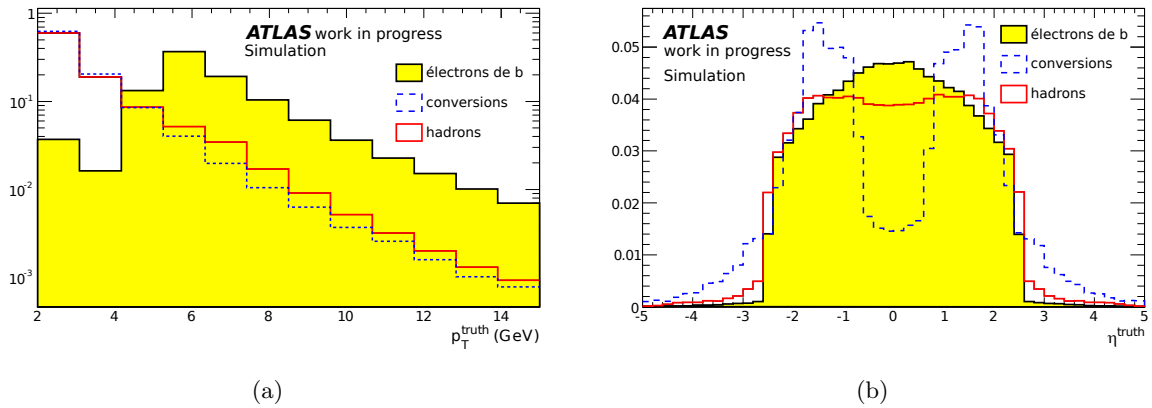 ATLAS work in progress
Simulation
électrons de b
conversions
hadrons
1
10⁻¹
10⁻²
10⁻³
2 4 6 8 10 12 14
p_T^truth (GeV)
(a)
ATLAS
work in progress
Simulation
électrons de b
conversions
hadrons
0.05
0.04
0.03
0.02
0.01
0
-5 -4 -3 -2 -1 0 1 2 3 4 5
η^truth
(b)